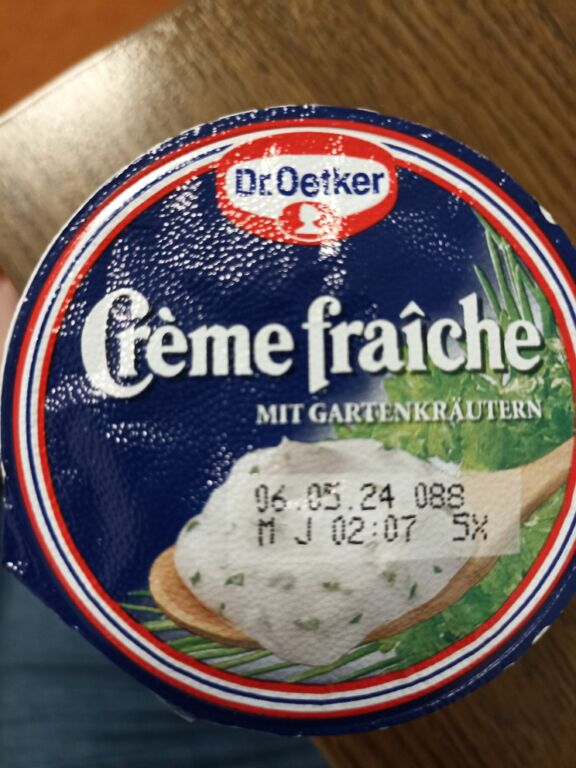 Dr.Oetker
Crème fraîche
MIT GARTENKRÄUTERN
06.05.24 088
M J 02:07 5X